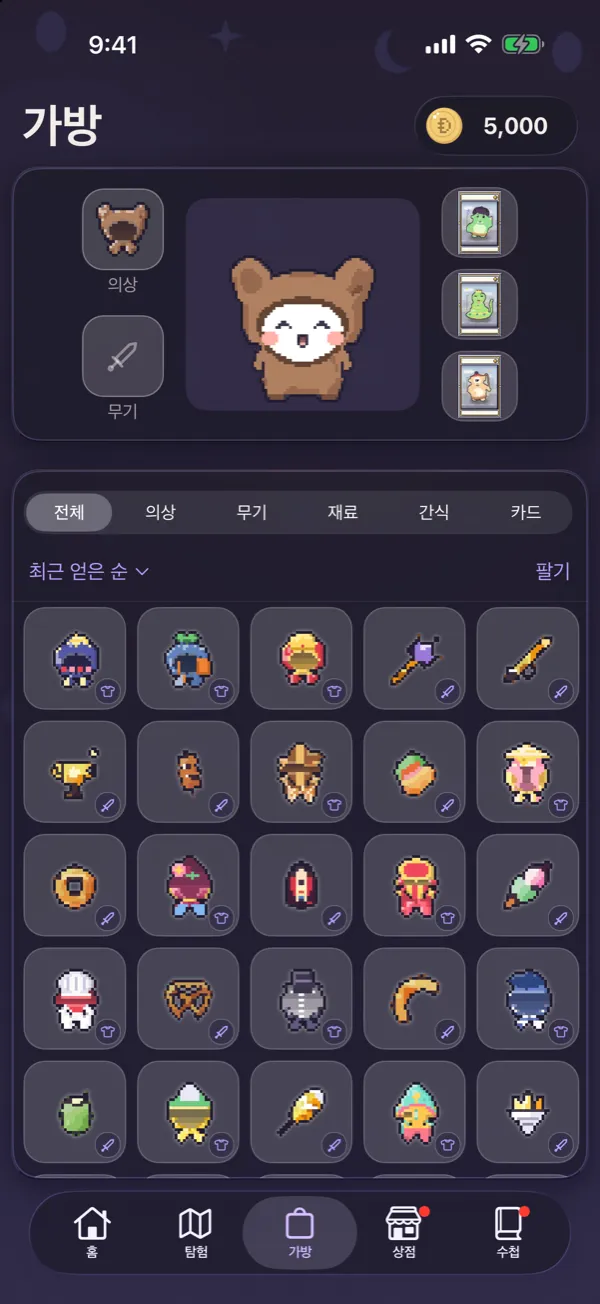 9:41
가방
5,000
의상
무기
전체 의상 무기 재료 간식 카드
최근 얻은 순 팔기
홈 탐험 가방 상점 수첩